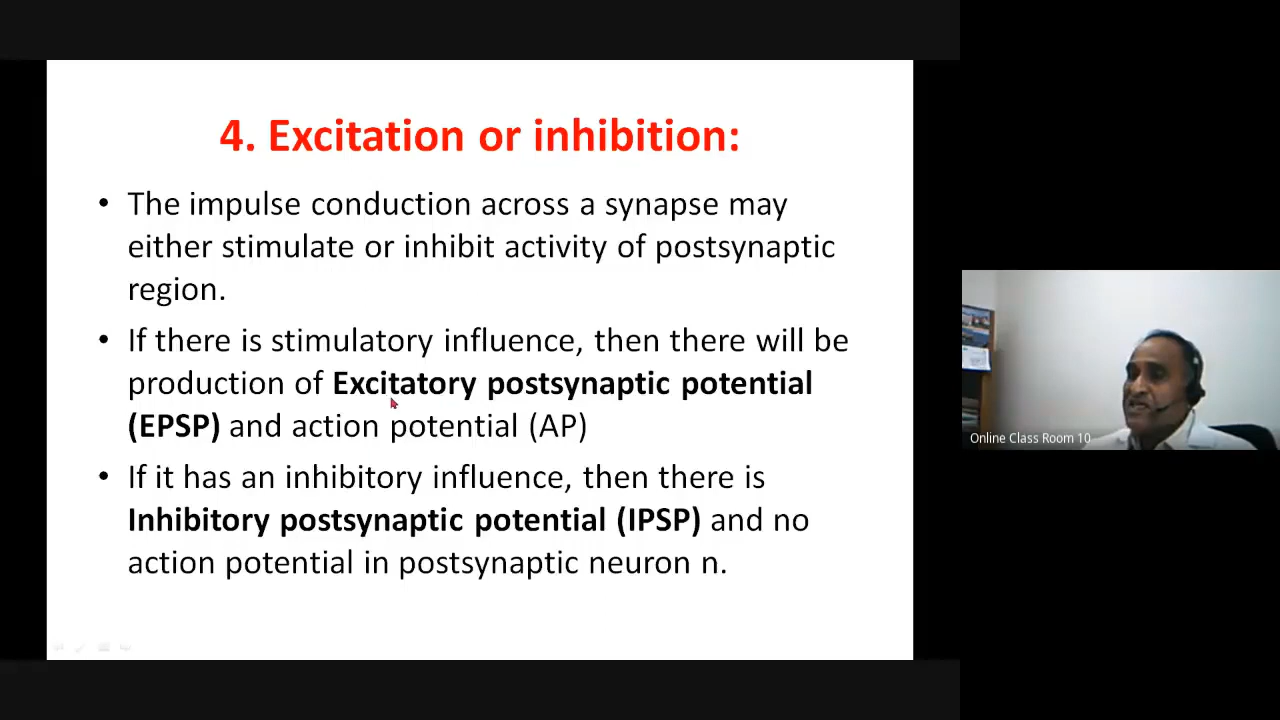 4. Excitation or inhibition:
• The impulse conduction across a synapse may
either stimulate or inhibit activity of postsynaptic
region.
• If there is stimulatory influence, then there will be
production of Excitatory postsynaptic potential
(EPSP) and action potential (AP)
• If it has an inhibitory influence, then there is
Inhibitory postsynaptic potential (IPSP) and no
action potential in postsynaptic neuron n.
Online Class Room 10